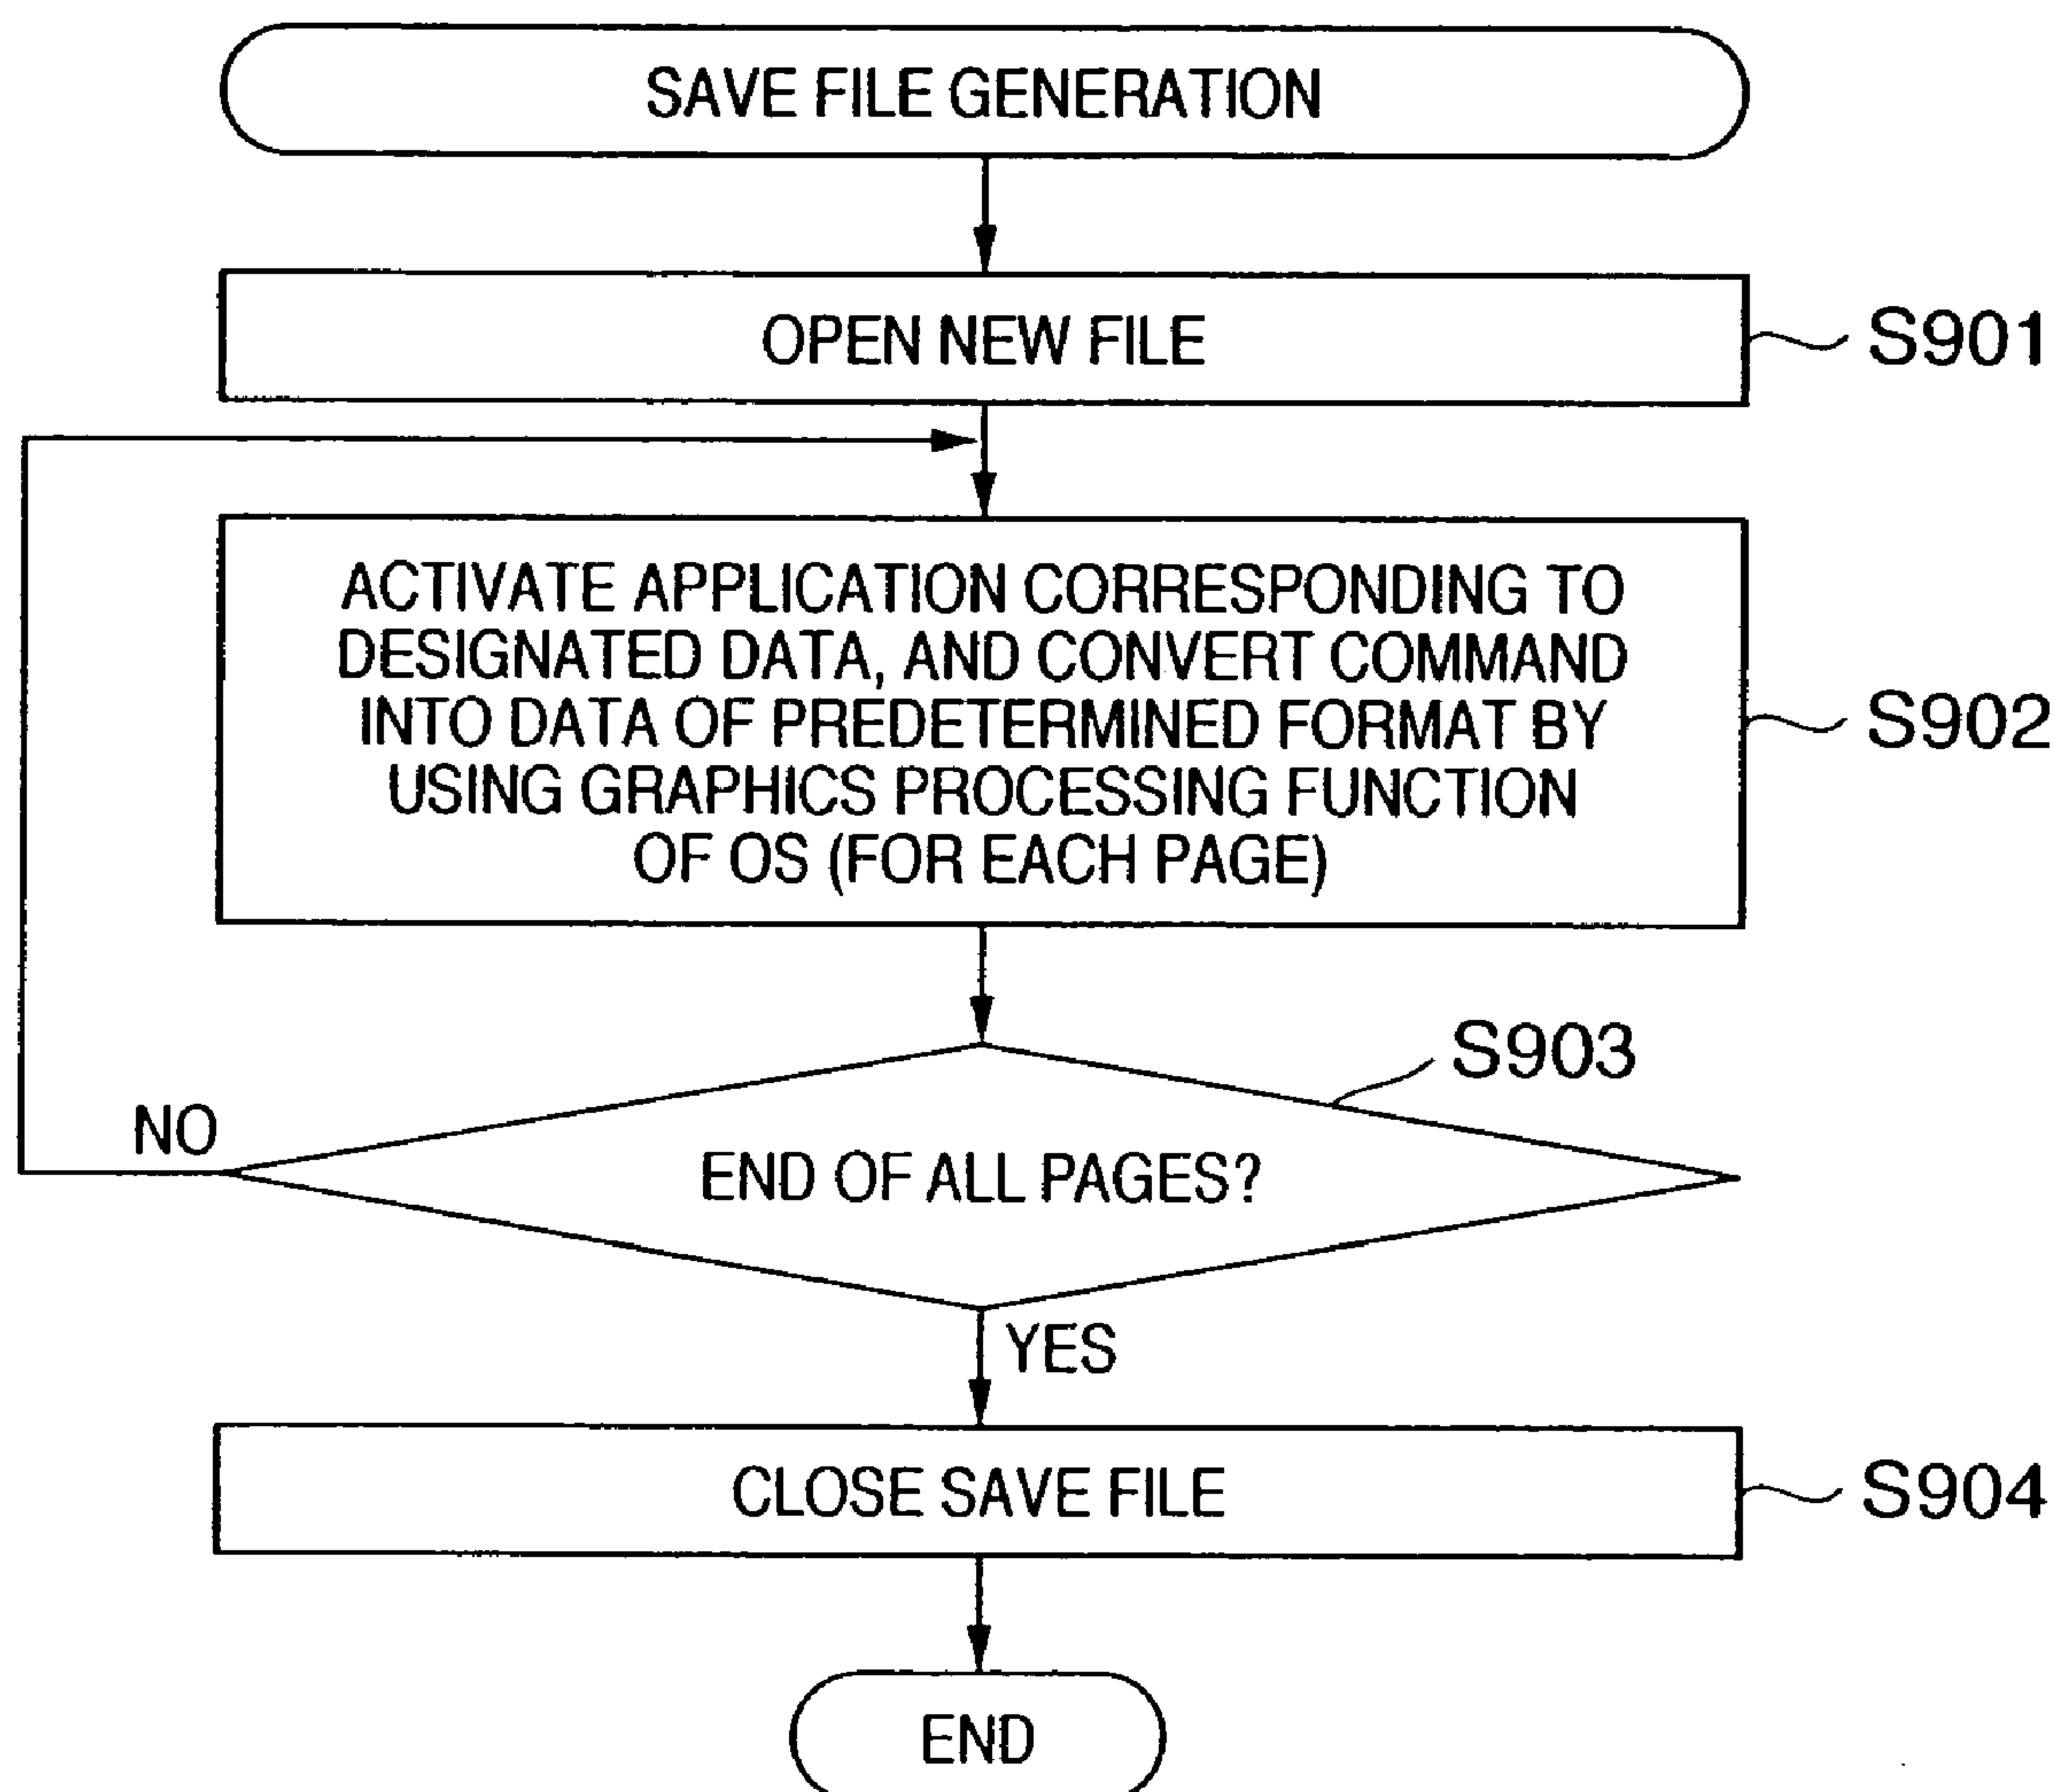 SAVE FILE GENERATION
OPEN NEW FILE
S901
ACTIVATE APPLICATION CORRESPONDING TO
DESIGNATED DATA, AND CONVERT COMMAND
INTO DATA OF PREDETERMINED FORMAT BY
USING GRAPHICS PROCESSING FUNCTION
OF OS (FOR EACH PAGE)
S902
S903
NO
END OF ALL PAGES?
YES
CLOSE SAVE FILE
S904
END